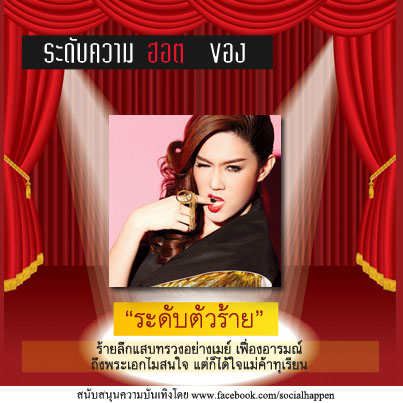 ระดับความ ฮอต ของ
“ระดับตัวร้าย”
ร้ายลึกแสบทรวงอย่างเมย์ เฟื่องอารมณ์
ถึงพระเอกไม่สนใจ แต่ก็ได้ใจแม่ค้าทุเรียน
สนับสนุนความบันเทิงโดย www.facebook.com/socialhappen